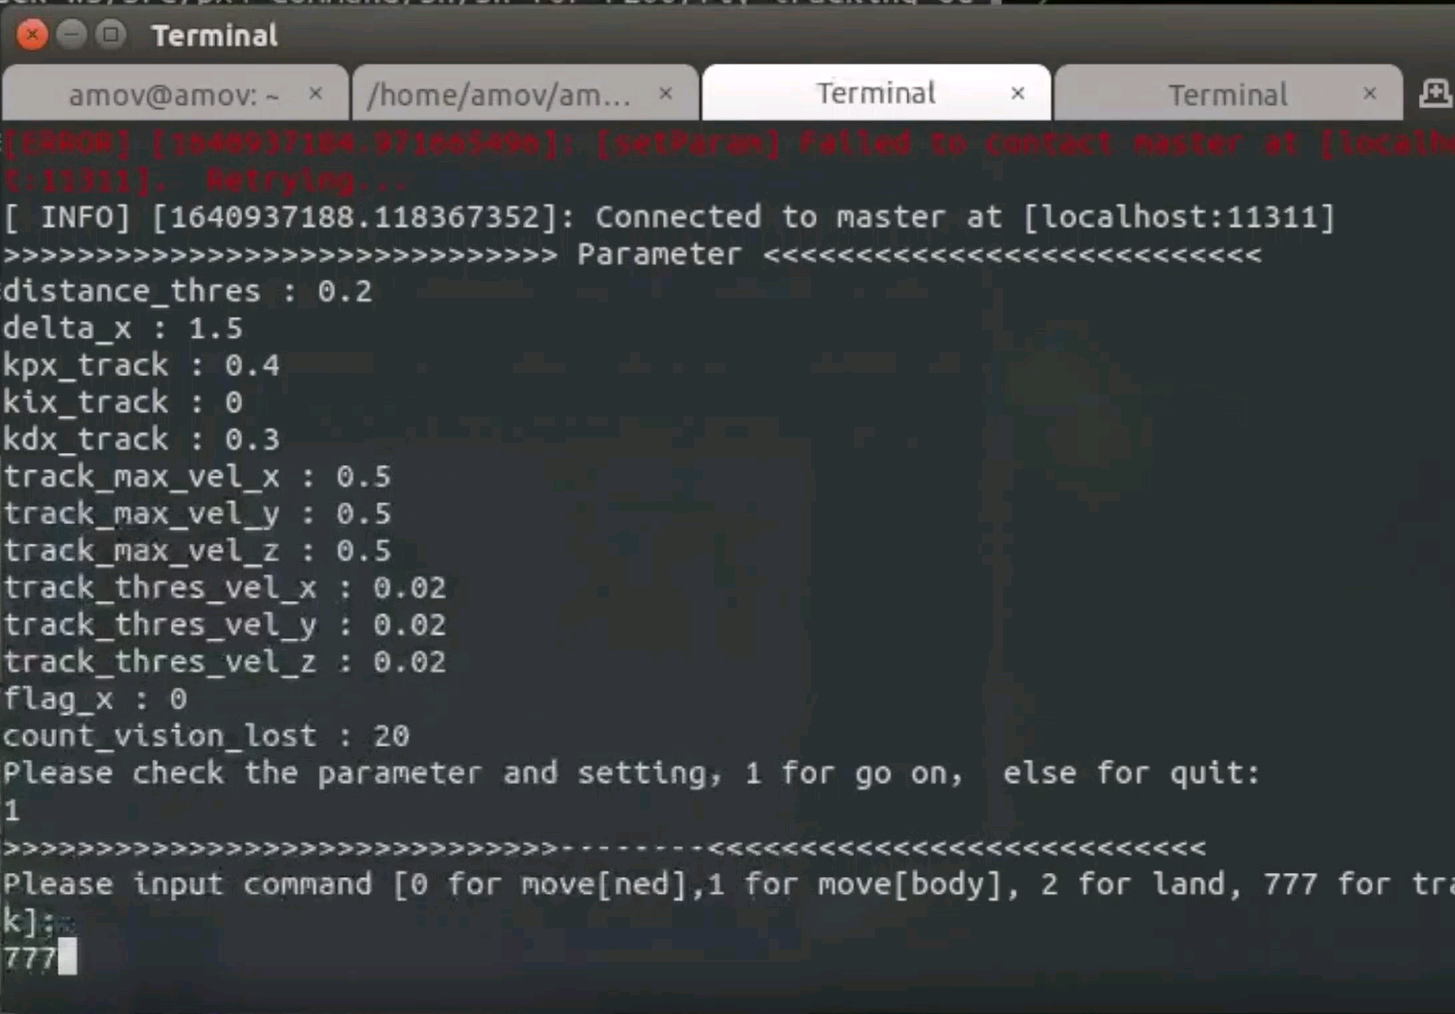 Terminal
amov@amov: ~ × /home/amov/am... × Terminal × Terminal ×
[ERROR] [1640937184.971665496]: [setParam] Failed to contact master at [localhos
t:11311].  Retrying...
[ INFO] [1640937188.118367352]: Connected to master at [localhost:11311]
>>>>>>>>>>>>>>>>>>>>>>>>>>>>>> Parameter <<<<<<<<<<<<<<<<<<<<<<<<<<<
distance_thres : 0.2
delta_x : 1.5
kpx_track : 0.4
kix_track : 0
kdx_track : 0.3
track_max_vel_x : 0.5
track_max_vel_y : 0.5
track_max_vel_z : 0.5
track_thres_vel_x : 0.02
track_thres_vel_y : 0.02
track_thres_vel_z : 0.02
flag_x : 0
count_vision_lost : 20
Please check the parameter and setting, 1 for go on,  else for quit:
1
>>>>>>>>>>>>>>>>>>>>>>>>>>>>>>--------<<<<<<<<<<<<<<<<<<<<<<<<<<<
Please input command [0 for move[ned],1 for move[body], 2 for land, 777 for trac
k]:
777